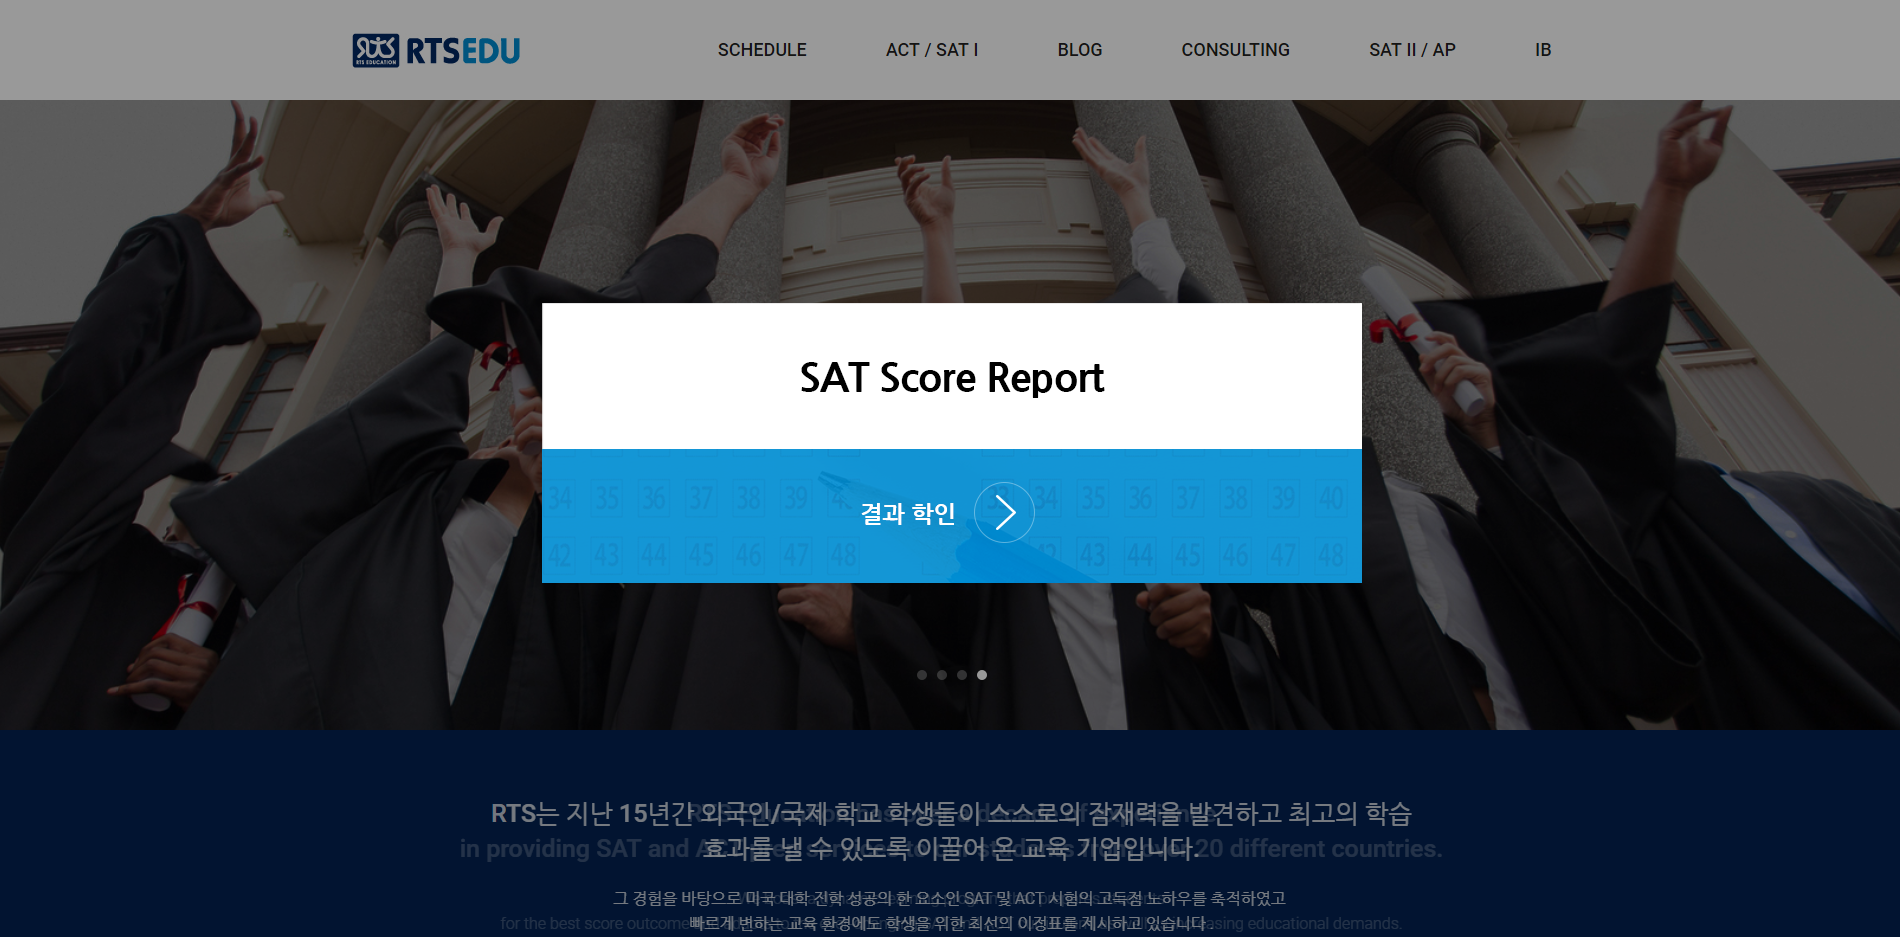 RTS EDUCATION
RTSEDU
SCHEDULE
ACT / SAT I
BLOG
CONSULTING
SAT II / AP
IB
SAT Score Report
34 35 36 37 38 39 33 34 35 36 37 38 39 40
결과 학인
42 43 44 45 46 47 48 42 43 44 45 46 47 48
RTS는 지난 15년간 외국인/국제 학교 학생들이 스스로의 잠재력을 발견하고 최고의 학습
효과를 낼 수 있도록 이끌어 온 교육 기업입니다.
in providing SAT and 20 different countries.
그 경험을 바탕으로 미국 대학 진학 성공의 한 요소인 SAT 및 ACT 시험의 고득점 노하우를 축적하였고
빠르게 변하는 교육 환경에도 학생을 위한 최선의 이정표를 제시하고 있습니다.
for the best score outcome educational demands.